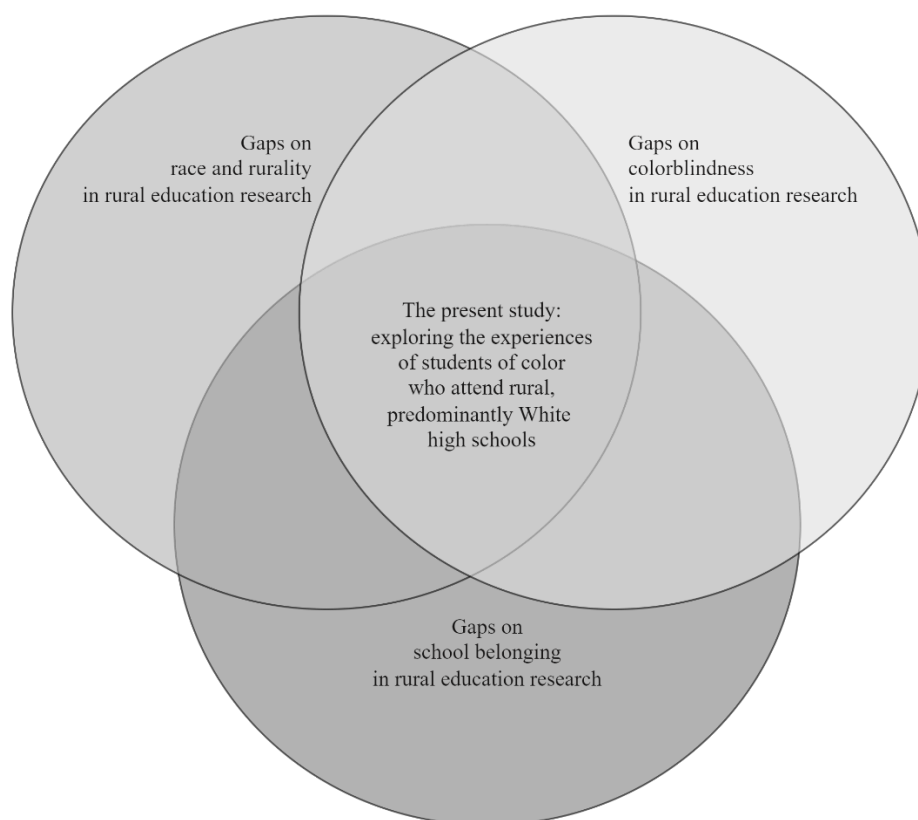 Gaps on
race and rurality
in rural education research
Gaps on
colorblindness
in rural education research
The present study:
exploring the experiences
of students of color
who attend rural,
predominantly White
high schools
Gaps on
school belonging
in rural education research